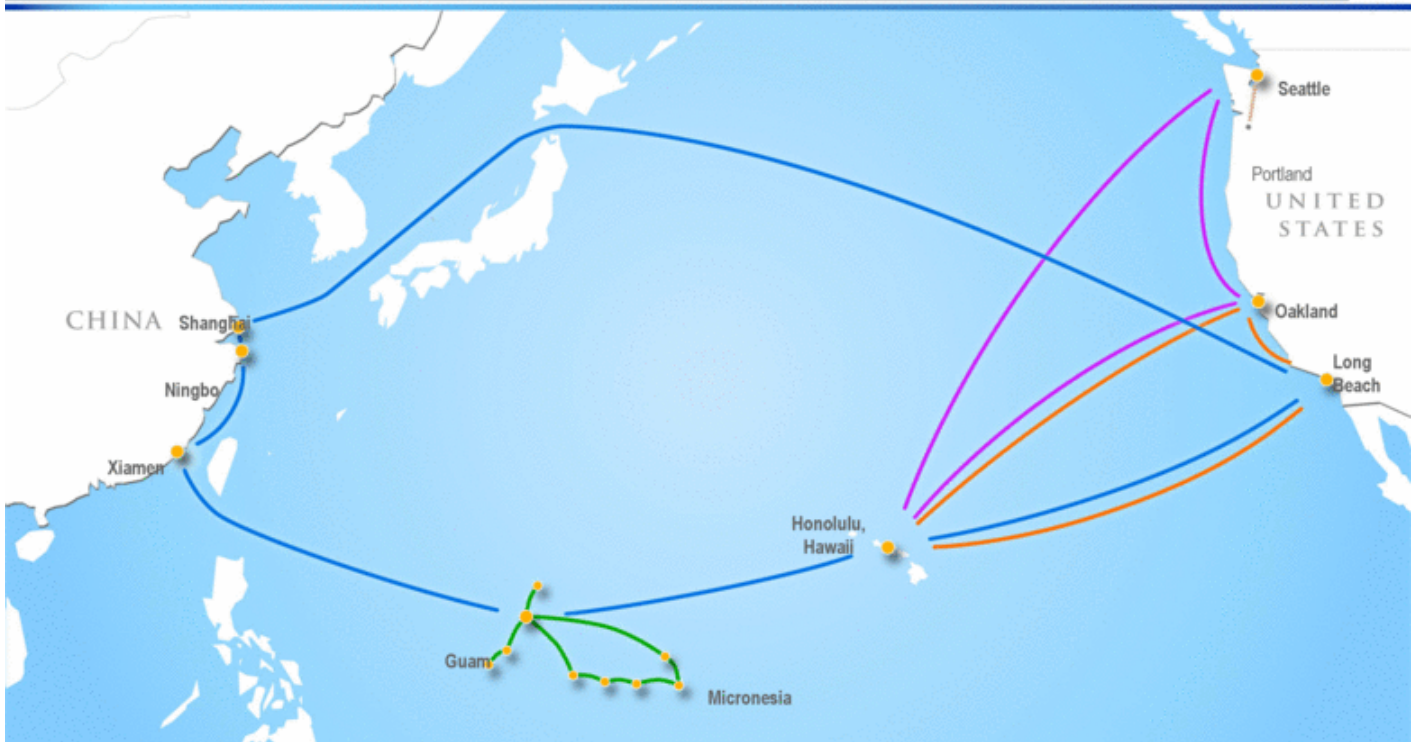 Seattle
Portland
UNITED
STATES
CHINA
Shanghai
Oakland
Ningbo
Long
Beach
Xiamen
Honolulu,
Hawaii
Guam
Micronesia